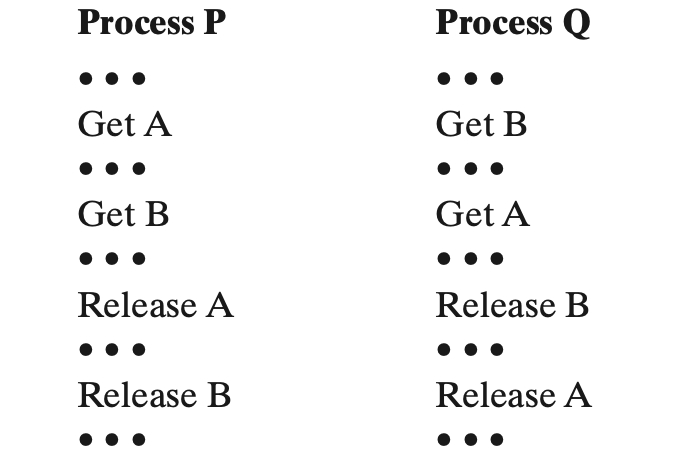 Process P Process Q
• • • • • •
Get A Get B
• • • • • •
Get B Get A
• • • • • •
Release A Release B
• • • • • •
Release B Release A
• • • • • •